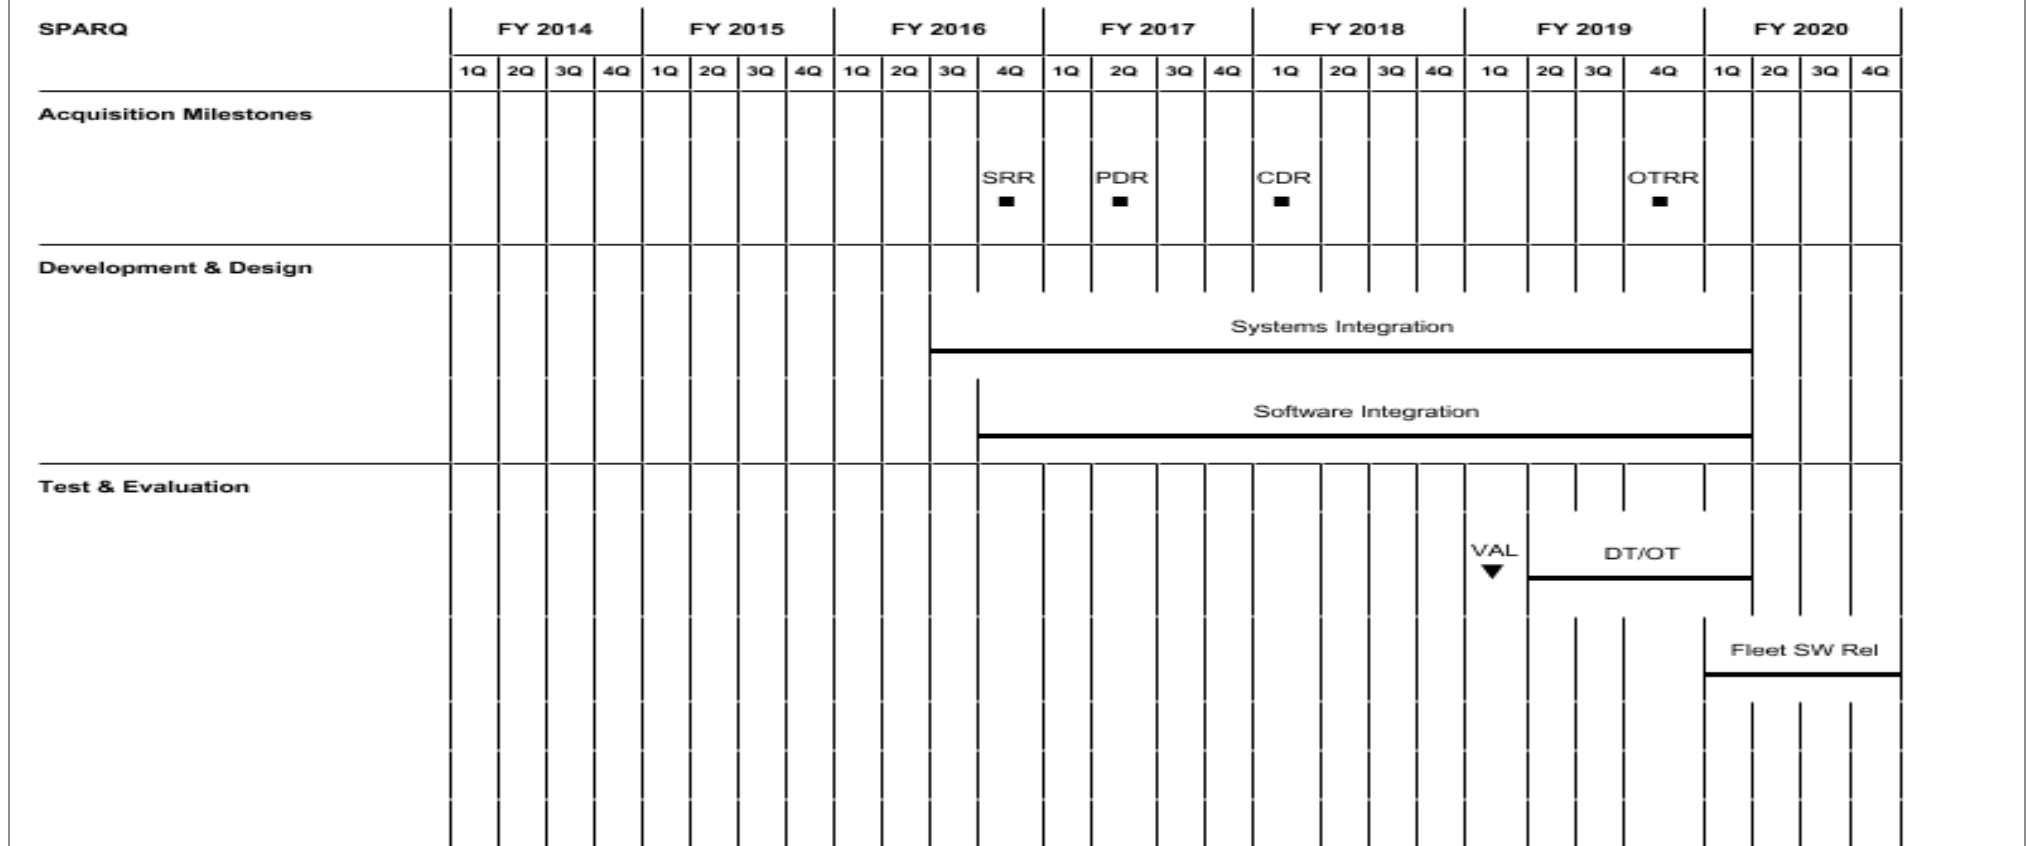 SPARQ FY 2014 FY 2015 FY 2016 FY 2017 FY 2018 FY 2019 FY 2020
1Q 2Q 3Q 4Q 1Q 2Q 3Q 4Q 1Q 2Q 3Q 4Q 1Q 2Q 3Q 4Q 1Q 2Q 3Q 4Q 1Q 2Q 3Q 4Q 1Q 2Q 3Q 4Q
Acquisition Milestones
SRR PDR CDR OTRR
Development & Design
Systems Integration
Software Integration
Test & Evaluation
VAL DT/OT
Fleet SW Rel